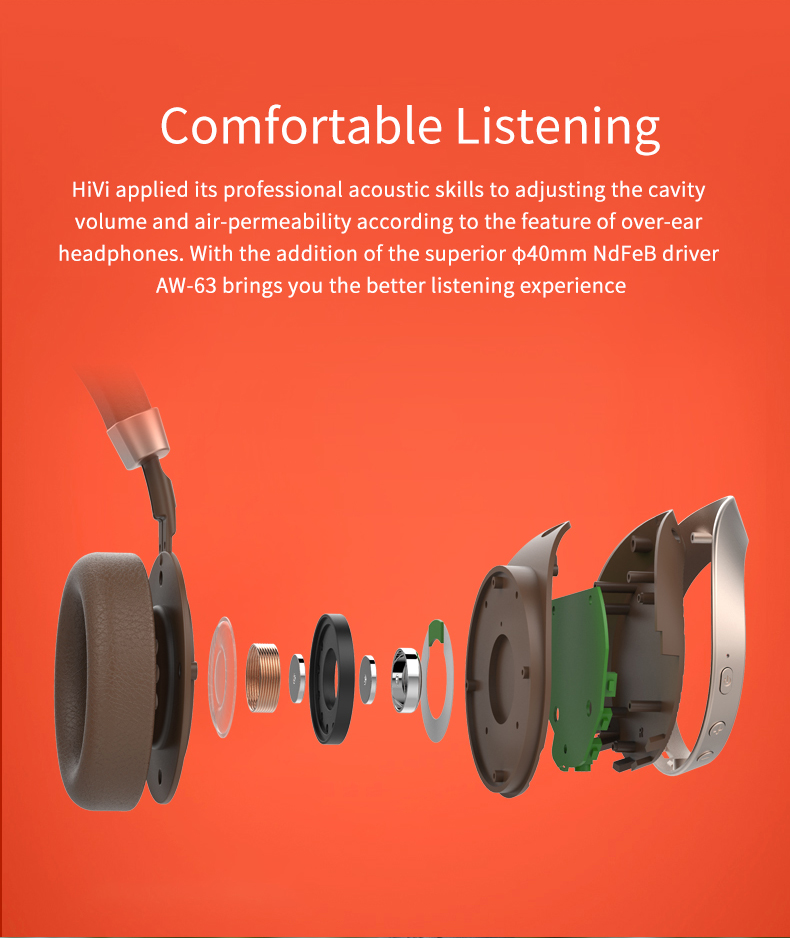 Comfortable Listening
HiVi applied its professional acoustic skills to adjusting the cavity
volume and air-permeability according to the feature of over-ear
headphones. With the addition of the superior φ40mm NdFeB driver
AW-63 brings you the better listening experience